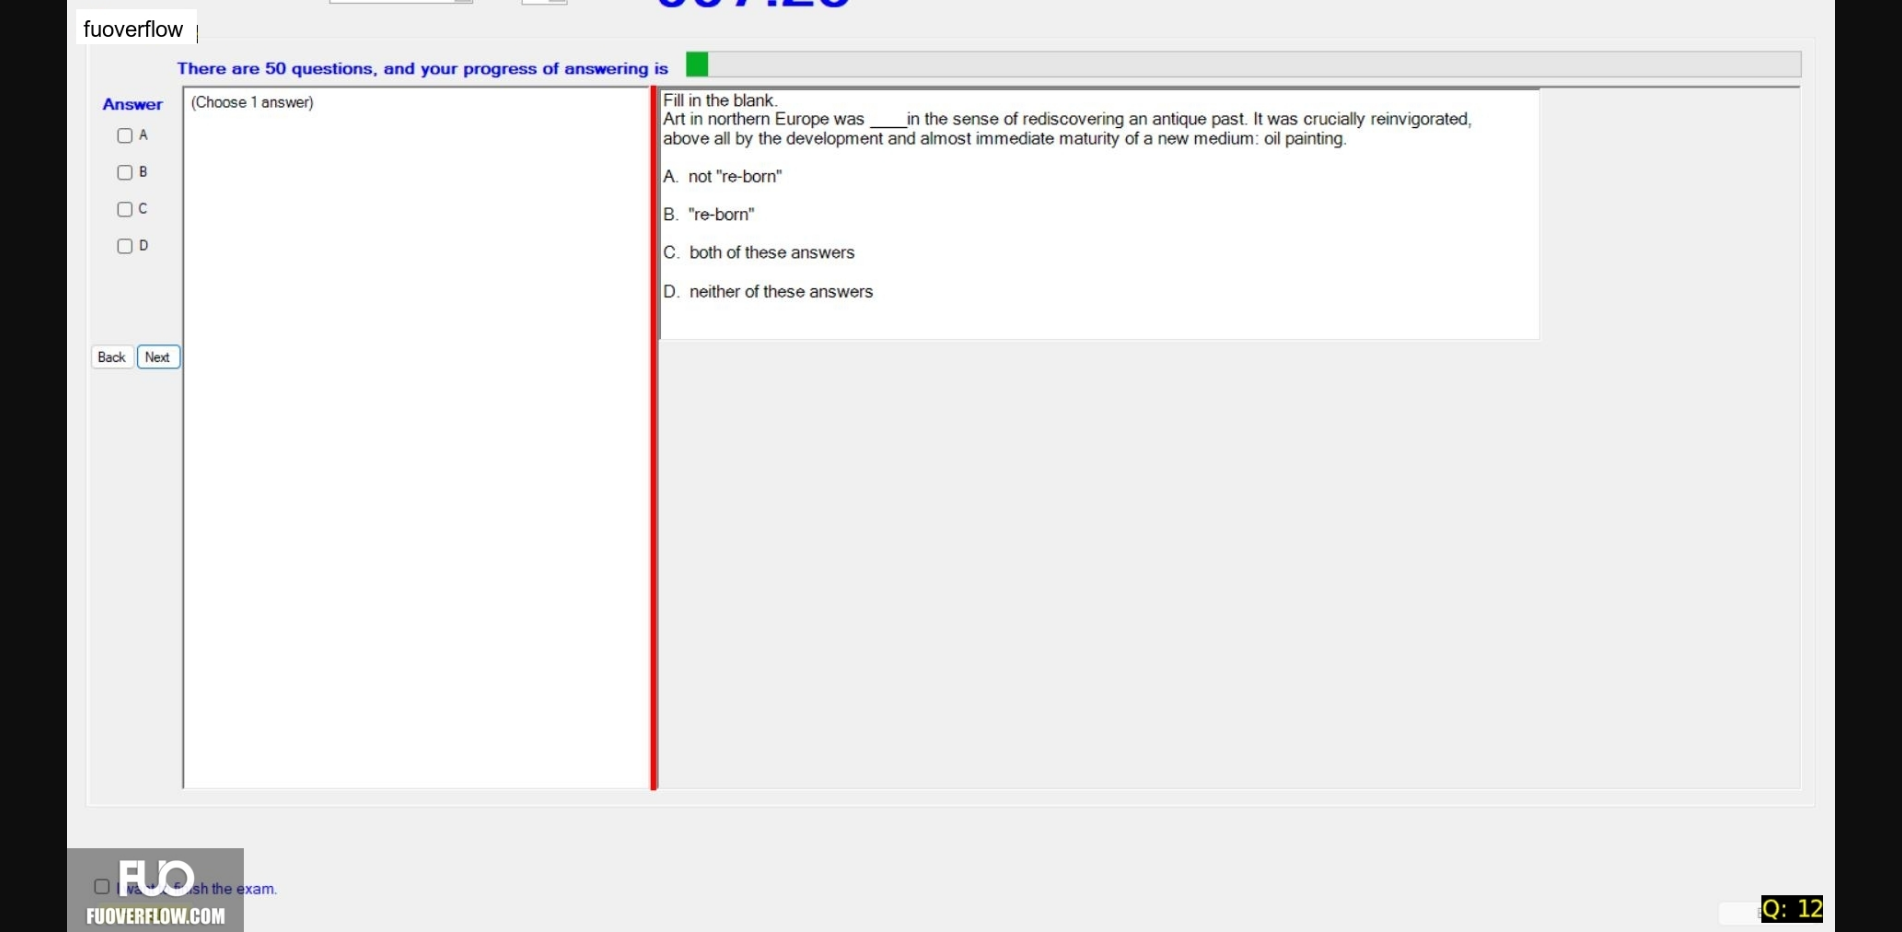 fuoverflow
There are 50 questions, and your progress of answering is
Answer
(Choose 1 answer)
A
B
C
D
Back
Next
Fill in the blank.
Art in northern Europe was ____in the sense of rediscovering an antique past. It was crucially reinvigorated,
above all by the development and almost immediate maturity of a new medium: oil painting.
A. not "re-born"
B. "re-born"
C. both of these answers
D. neither of these answers
FUO
sh the exam.
FUOVERFLOW.COM
Q: 12